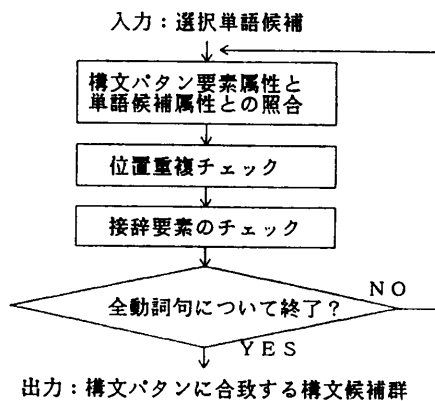 入力：選択単語候補
構文パタン要素属性と
単語候補属性との照合
位置重複チェック
接辞要素のチェック
全動詞句について終了？
ＮＯ
ＹＥＳ
出力：構文パタンに合致する構文候補群